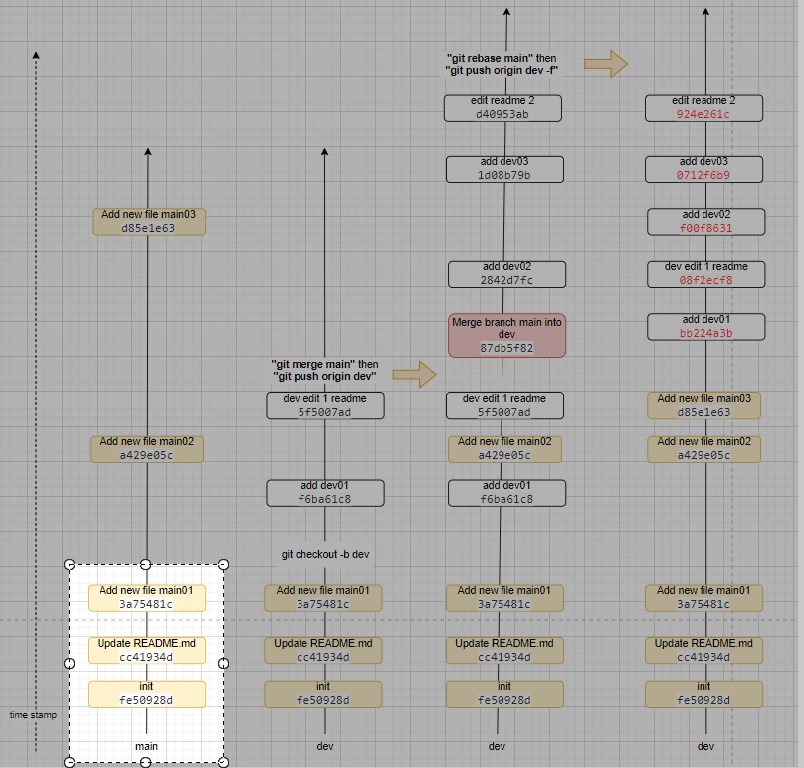 "git rebase main" then
"git push origin dev -f"
edit readme 2
d40953ab
edit readme 2
924e261c
add dev03
1d08b79b
add dev03
0712f6b9
Add new file main03
d85e1e63
add dev02
f00f8631
add dev02
2842d7fc
dev edit 1 readme
08f2ecf8
Merge branch main into
dev
87db5f82
add dev01
bb224a3b
"git merge main" then
"git push origin dev"
dev edit 1 readme
5f5007ad
dev edit 1 readme
5f5007ad
Add new file main03
d85e1e63
Add new file main02
a429e05c
Add new file main02
a429e05c
Add new file main02
a429e05c
add dev01
f6ba61c8
add dev01
f6ba61c8
git checkout -b dev
Add new file main01
3a75481c
Add new file main01
3a75481c
Add new file main01
3a75481c
Add new file main01
3a75481c
Update README.md
cc41934d
Update README.md
cc41934d
Update README.md
cc41934d
Update README.md
cc41934d
init
fe50928d
init
fe50928d
init
fe50928d
init
fe50928d
time stamp
main
dev
dev
dev